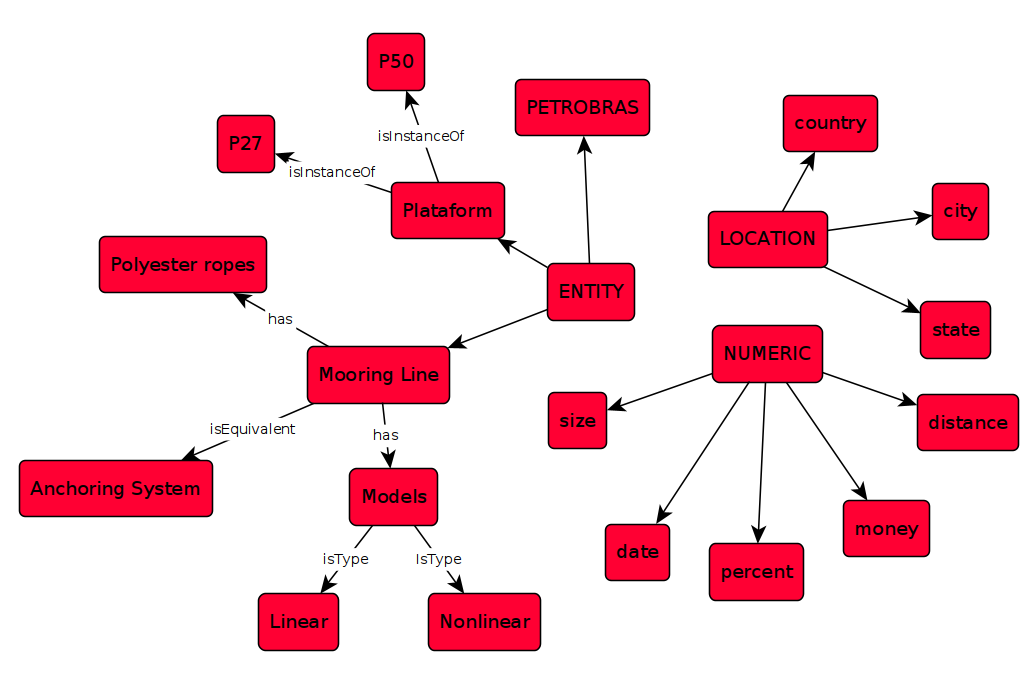 P50
PETROBRAS
country
isInstanceOf
P27
isInstanceOf
Plataform
city
LOCATION
Polyester ropes
ENTITY
has
state
NUMERIC
Mooring Line
size
distance
isEquivalent
has
Anchoring System
Models
money
date
isType
IsType
percent
Linear
Nonlinear